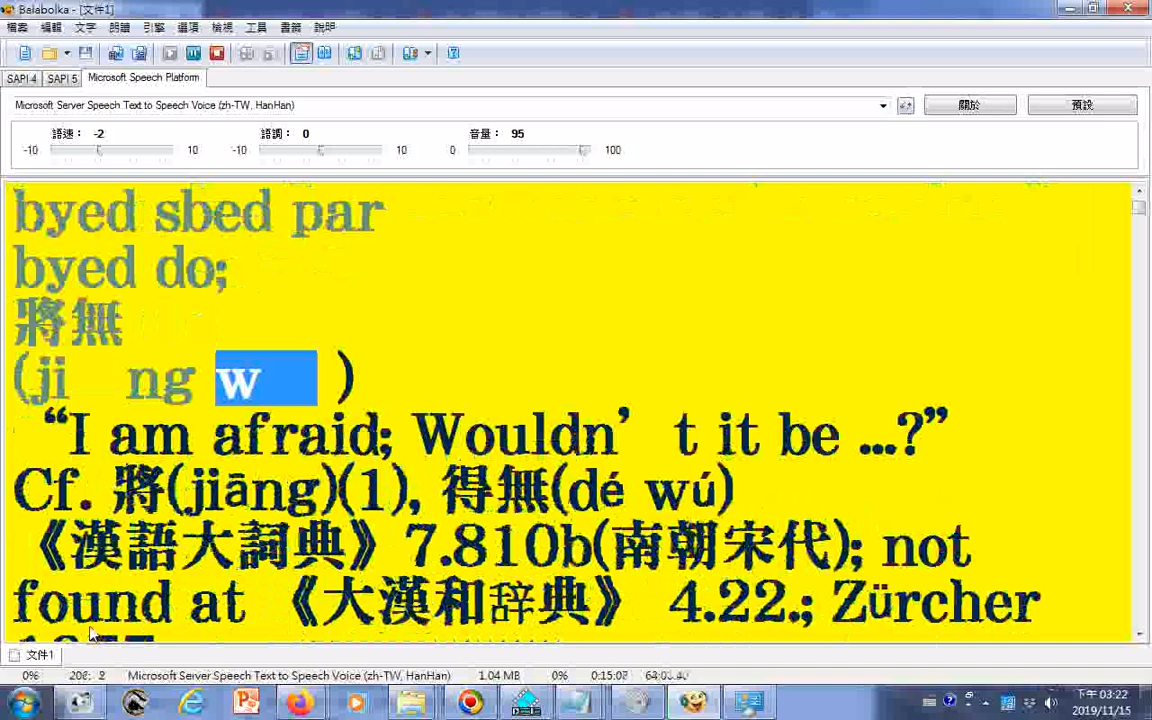 Balabolka - [文件1]
檔案 編輯 文字 朗讀 引擎 選項 檢視 工具 書籤 說明
SAPI 4 SAPI 5 Microsoft Speech Platform
Microsoft Server Speech Text to Speech Voice (zh-TW, HanHan) 關於 預設
語速： -2 語調： 0 音量： 95
-10 10 -10 10 0 100
byed sbed par
byed do;
將無
(ji ng w )
“I am afraid; Wouldn’t it be ...?”
Cf. 將(jiāng)(1), 得無(dé wú)
《漢語大詞典》 7.810b(南朝宋代); not
found at 《大漢和辞典》 4.22.; Zürcher
文件1
0% Microsoft Server Speech Text to Speech Voice (zh-TW, HanHan) 1.04 MB 0%
下午 03:22
2019/11/15